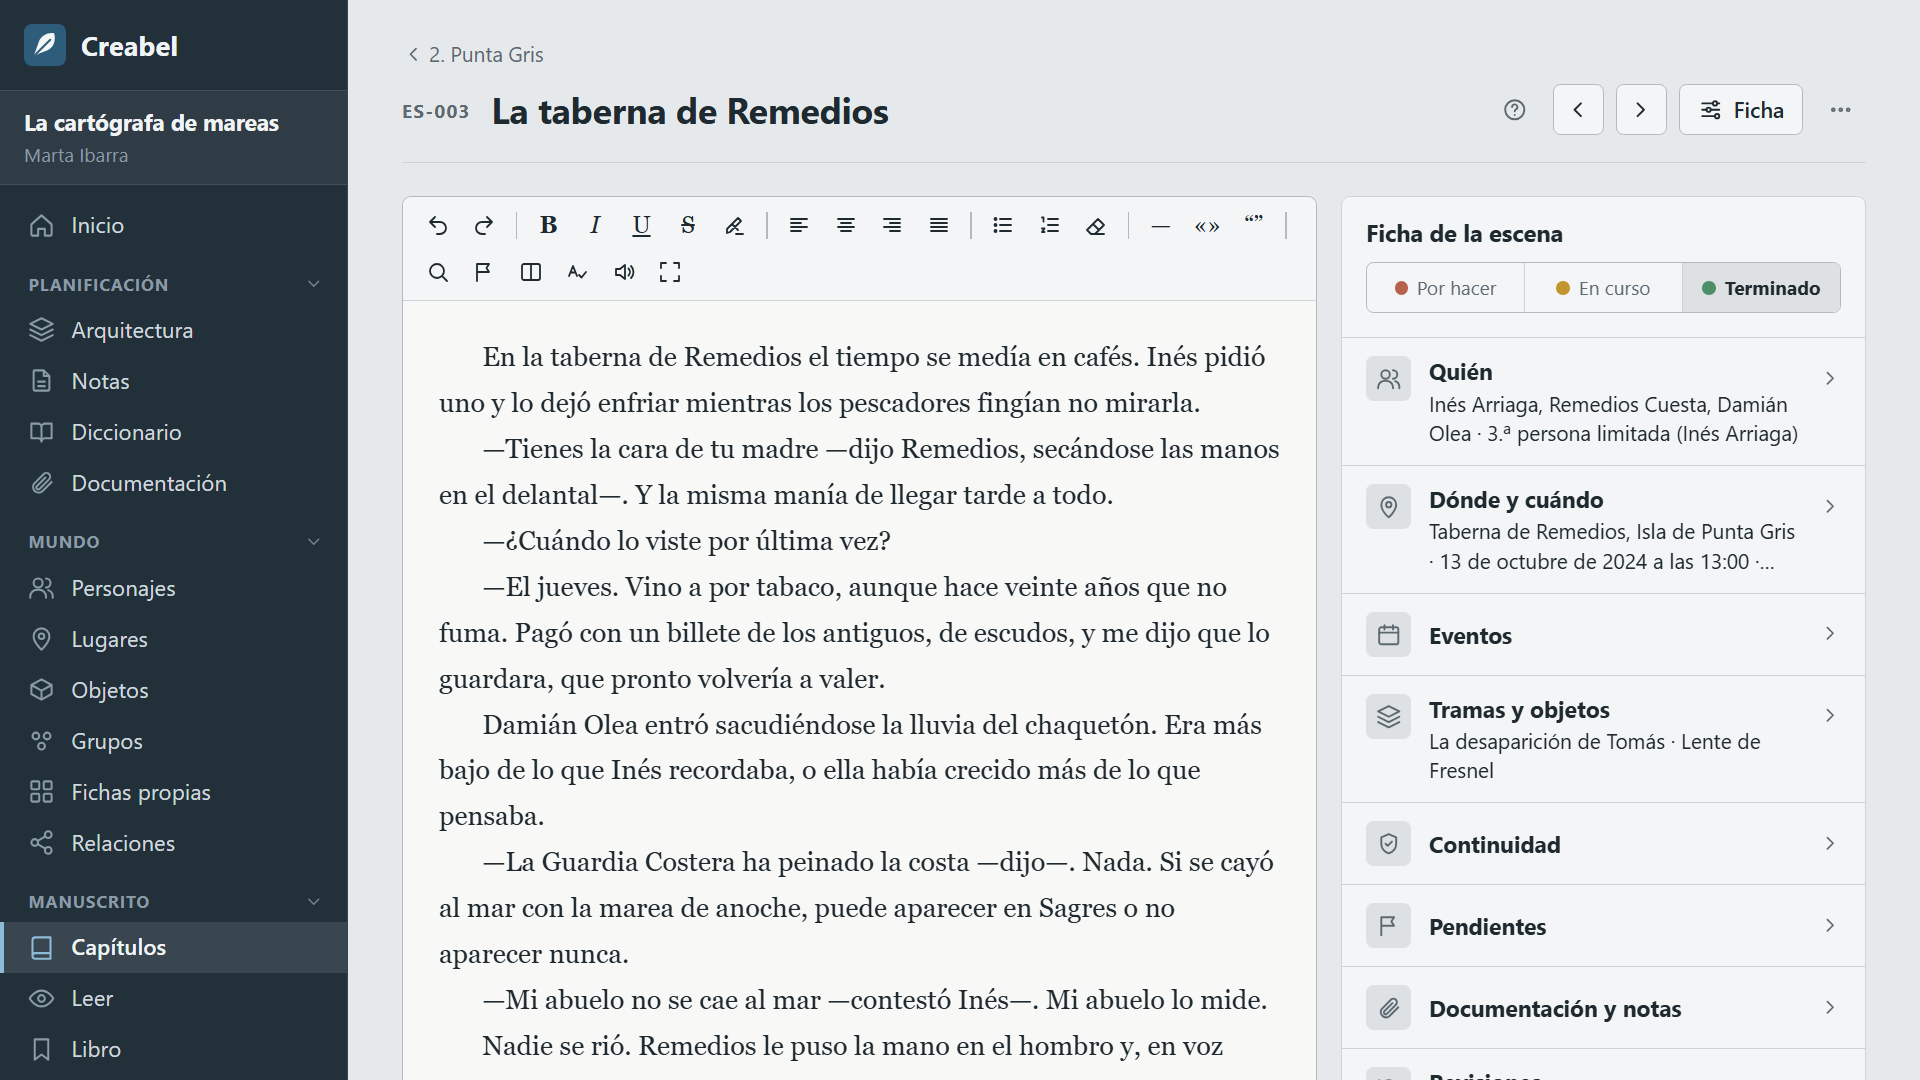 Creabel
La cartógrafa de mareas
Marta Ibarra
Inicio
PLANIFICACIÓN
Arquitectura
Notas
Diccionario
Documentación
MUNDO
Personajes
Lugares
Objetos
Grupos
Fichas propias
Relaciones
MANUSCRITO
Capítulos
Leer
Libro
2. Punta Gris
ES-003 La taberna de Remedios
Ficha
B I U S — «» “”
En la taberna de Remedios el tiempo se medía en cafés. Inés pidió
uno y lo dejó enfriar mientras los pescadores fingían no mirarla.
—Tienes la cara de tu madre —dijo Remedios, secándose las manos
en el delantal—. Y la misma manía de llegar tarde a todo.
—¿Cuándo lo viste por última vez?
—El jueves. Vino a por tabaco, aunque hace veinte años que no
fuma. Pagó con un billete de los antiguos, de escudos, y me dijo que lo
guardara, que pronto volvería a valer.
Damián Olea entró sacudiéndose la lluvia del chaquetón. Era más
bajo de lo que Inés recordaba, o ella había crecido más de lo que
pensaba.
—La Guardia Costera ha peinado la costa —dijo—. Nada. Si se cayó
al mar con la marea de anoche, puede aparecer en Sagres o no
aparecer nunca.
—Mi abuelo no se cae al mar —contestó Inés—. Mi abuelo lo mide.
Nadie se rió. Remedios le puso la mano en el hombro y, en voz
Ficha de la escena
Por hacer
En curso
Terminado
Quién
Inés Arriaga, Remedios Cuesta, Damián
Olea · 3.ª persona limitada (Inés Arriaga)
Dónde y cuándo
Taberna de Remedios, Isla de Punta Gris
· 13 de octubre de 2024 a las 13:00 ·…
Eventos
Tramas y objetos
La desaparición de Tomás · Lente de
Fresnel
Continuidad
Pendientes
Documentación y notas